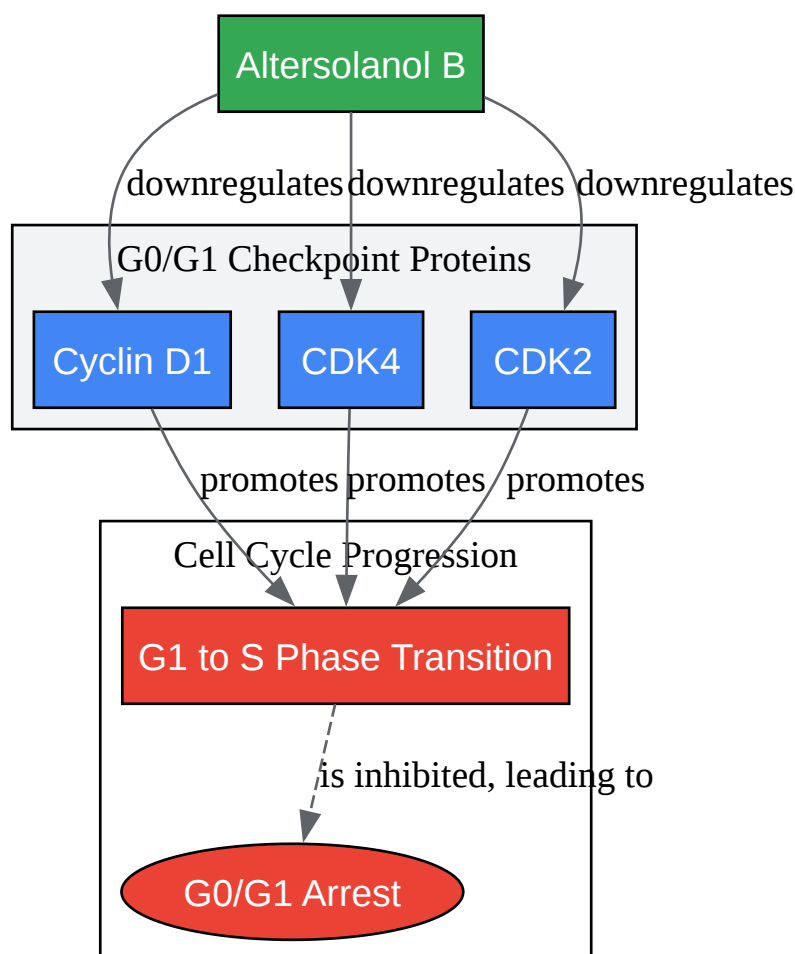 Altersolanol B
downregulates downregulates downregulates
G0/G1 Checkpoint Proteins
Cyclin D1 CDK4 CDK2
promotes promotes promotes
Cell Cycle Progression
G1 to S Phase Transition
is inhibited, leading to
G0/G1 Arrest